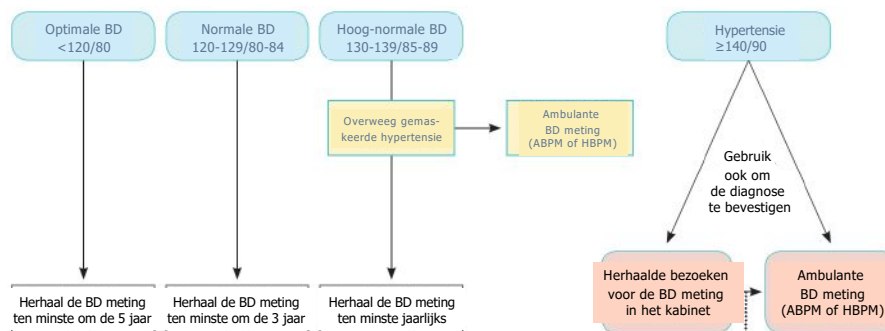 Optimale BD
<120/80
Normale BD
120-129/80-84
Hoog-normale BD
130-139/85-89
Hypertensie
≥140/90
Overweeg gemas-
keerde hypertensie
Ambulante
BD meting
(ABPM of HBPM)
Gebruik
ook om
de diagnose
te bevestigen
Herhaal de BD meting
ten minste om de 5 jaar
Herhaal de BD meting
ten minste om de 3 jaar
Herhaal de BD meting
ten minste jaarlijks
Herhaalde bezoeken
voor de BD meting
in het kabinet
Ambulante
BD meting
(ABPM of HBPM)